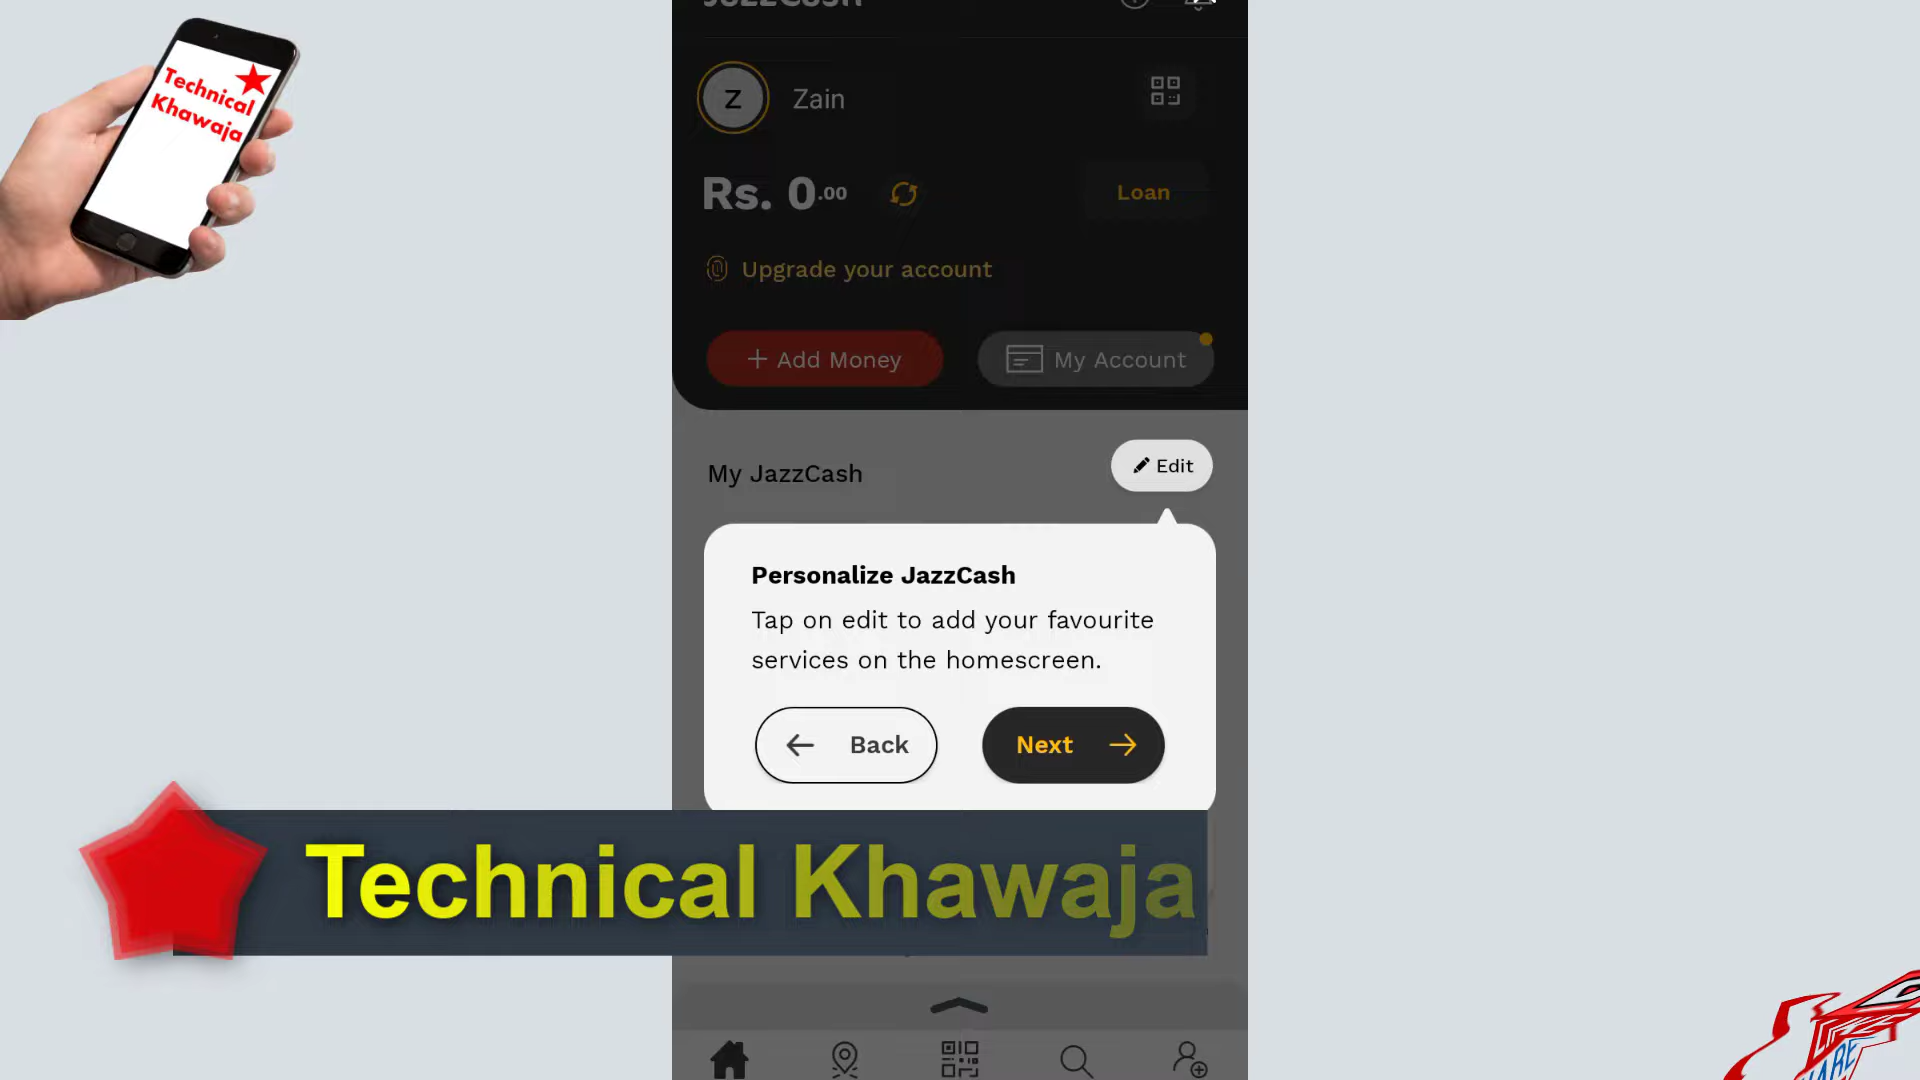 Technical
Khawaja
JazzCash
Z
Zain
Rs. 0.00
Loan
Upgrade your account
+ Add Money
My Account
My JazzCash
Edit
Personalize JazzCash
Tap on edit to add your favourite
services on the homescreen.
Back
Next
Technical Khawaja